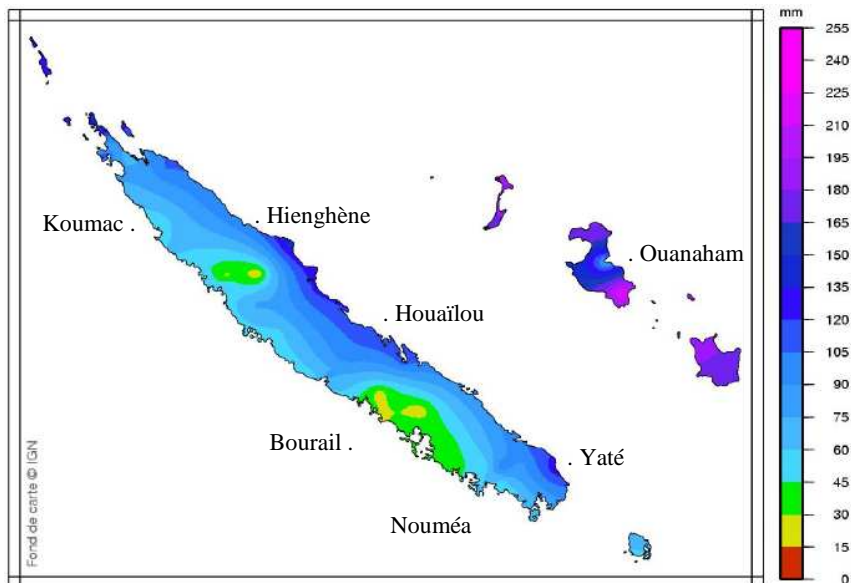 mm
255
240
225
210
195
180
165
150
135
120
105
90
75
60
45
30
15
0
. Hienghène
Koumac .
. Ouanaham
. Houaïlou
Bourail .
. Yaté
Nouméa
Fond de carte © IGN